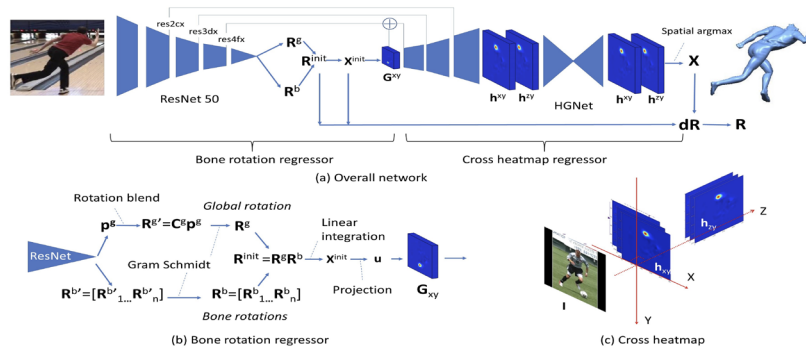 res2cx
res3dx
res4fx
ResNet 50
R^g
R^b
R^init
X^init
G^xy
h^xy
h^zy
HGNet
h^xy
h^zy
Spatial argmax
X
dR
R
Bone rotation regressor
Cross heatmap regressor
(a) Overall network
Rotation blend
Global rotation
p^g
R^g'=C^g p^g
R^g
Linear integration
ResNet
Gram Schmidt
R^init=R^g R^b
X^init
u
Projection
G_xy
R^b'=[R^b'_1... R^b'_n]
R^b=[R^b_1... R^b_n]
Bone rotations
(b) Bone rotation regressor
h_zy
Z
h_xy
X
I
Y
(c) Cross heatmap